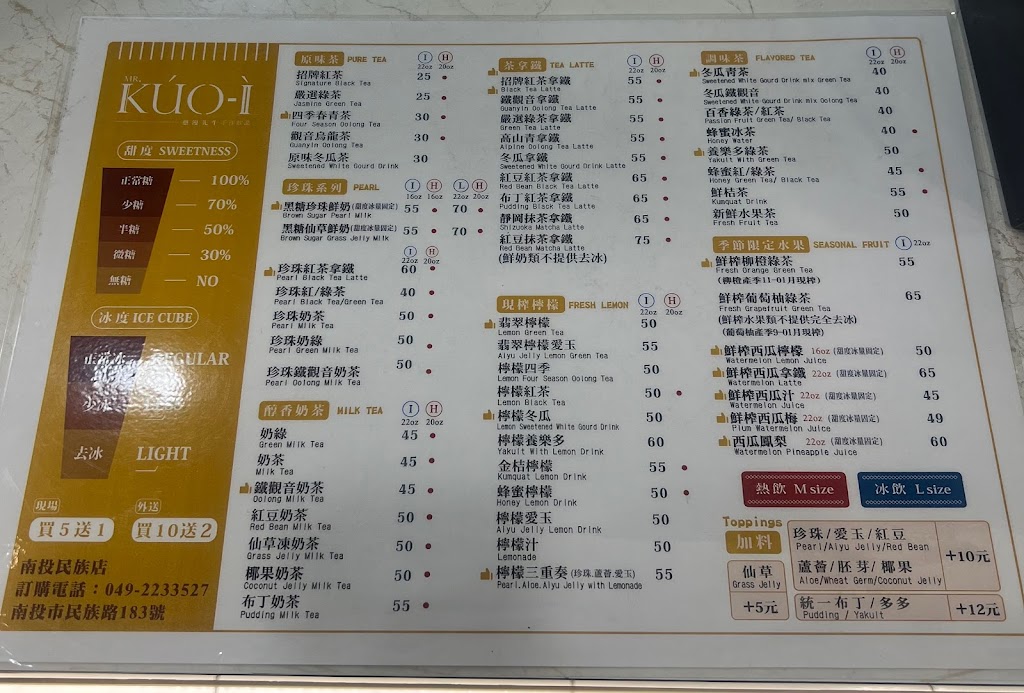 MR.
KÚO-Ì
甜度 SWEETNESS
正常糖 — 100%
少糖 — 70%
半糖 — 50%
微糖 — 30%
無糖 — NO
冰度 ICE CUBE
正常冰 REGULAR
少冰
去冰 LIGHT
現場 外送
買5送1 買10送2
南投民族店
訂購電話：049-2233527
南投市民族路183號
原味茶 PURE TEA I 22oz H 20oz
招牌紅茶 25 •
Signature Black Tea
嚴選綠茶 25 •
Jasmine Green Tea
四季春青茶 30 •
Four Season Oolong Tea
觀音烏龍茶 30 •
Guanyin Oolong Tea
原味冬瓜茶 30
Sweetened White Gourd Drink
珍珠系列 PEARL I 16oz H 16oz L 20oz H 20oz
黑糖珍珠鮮奶(甜度冰量固定) 55 • 70 •
Brown Sugar Pearl Milk
黑糖仙草鮮奶(甜度冰量固定) 55 • 70 •
Brown Sugar Grass Jelly Milk
I 22oz H 20oz
珍珠紅茶拿鐵 60 •
Pearl Black Tea Latte
珍珠紅/綠茶 40 •
Pearl Black Tea/Green Tea
珍珠奶茶 50 •
Pearl Milk Tea
珍珠奶綠 50 •
Pearl Green Milk Tea
珍珠鐵觀音奶茶 50 •
Pearl Oolong Milk Tea
醇香奶茶 MILK TEA I 22oz H 20oz
奶綠 45 •
Green Milk Tea
奶茶 45 •
Milk Tea
鐵觀音奶茶 45 •
Oolong Milk Tea
紅豆奶茶 50 •
Red Bean Milk Tea
仙草凍奶茶 50 •
Grass Jelly Milk Tea
椰果奶茶 50 •
Coconut Jelly Milk Tea
布丁奶茶 55 •
Pudding Milk Tea
茶拿鐵 TEA LATTE I 22oz H 20oz
招牌紅茶拿鐵 55 •
Black Tea Latte
鐵觀音拿鐵 55 •
Guanyin Oolong Tea Latte
嚴選綠茶拿鐵 55 •
Green Tea Latte
高山青拿鐵 55 •
Alpine Oolong Tea Latte
冬瓜拿鐵 55 •
Sweetened White Gourd Drink Latte
紅豆紅茶拿鐵 65 •
Red Bean Black Tea Latte
布丁紅茶拿鐵 65 •
Pudding Black Tea Latte
靜岡抹茶拿鐵 65 •
Shizuoka Matcha Latte
紅豆抹茶拿鐵 75 •
Red Bean Matcha Latte
(鮮奶類不提供去冰)
現榨檸檬 FRESH LEMON I 22oz H 20oz
翡翠檸檬 50
Lemon Green Tea
翡翠檸檬愛玉 55
Aiyu Jelly Lemon Green Tea
檸檬四季 50
Lemon Four Season Oolong Tea
檸檬紅茶 50 •
Lemon Black Tea
檸檬冬瓜 50
Lemon Sweetened White Gourd Drink
檸檬養樂多 60
Yakult With Lemon Drink
金桔檸檬 55 •
Kumquat Lemon Drink
蜂蜜檸檬 50 •
Honey Lemon Drink
檸檬愛玉 50
Aiyu Jelly Lemon Drink
檸檬汁 50
Lemonade
檸檬三重奏(珍珠.蘆薈.愛玉) 55
Pearl.Aloe.Aiyu Jelly with Lemonade
調味茶 FLAVORED TEA I 22oz H 20oz
冬瓜青茶 40
Sweetened White Gourd Drink mix Green Tea
冬瓜鐵觀音 40
Sweetened White Gourd Drink mix Oolong Tea
百香綠茶/紅茶 40
Passion Fruit Green Tea/ Black Tea
蜂蜜冰茶 40 •
Honey Water
養樂多綠茶 50
Yakult With Green Tea
蜂蜜紅/綠茶 45 •
Honey Green Tea/ Black Tea
鮮桔茶 55 •
Kumquat Drink
新鮮水果茶 50
Fresh Fruit Tea
季節限定水果 SEASONAL FRUIT I 22oz
鮮榨柳橙綠茶 55
Fresh Orange Green Tea
(柳橙產季11-01月現榨)
鮮榨葡萄柚綠茶 65
Fresh Grapefruit Green Tea
(鮮榨水果類不提供完全去冰)
(葡萄柚產季9-01月現榨)
鮮榨西瓜檸檬 16oz (甜度冰量固定) 50
Watermelon Lemon Juice
鮮榨西瓜拿鐵 22oz (甜度冰量固定) 65
Watermelon Latte
鮮榨西瓜汁 22oz (甜度冰量固定) 45
Watermelon Juice
鮮榨西瓜梅 22oz (甜度冰量固定) 49
Plum Watermelon Juice
西瓜鳳梨 22oz (甜度冰量固定) 60
Watermelon Pineapple Juice
熱飲 M size 冰飲 L size
Toppings
加料
仙草
Grass Jelly
+5元
珍珠/愛玉/紅豆
Pearl/Aiyu Jelly/Red Bean
蘆薈/胚芽/椰果
Aloe/Wheat Germ/Coconut Jelly
+10元
統一布丁/多多 +12元
Pudding / Yakult